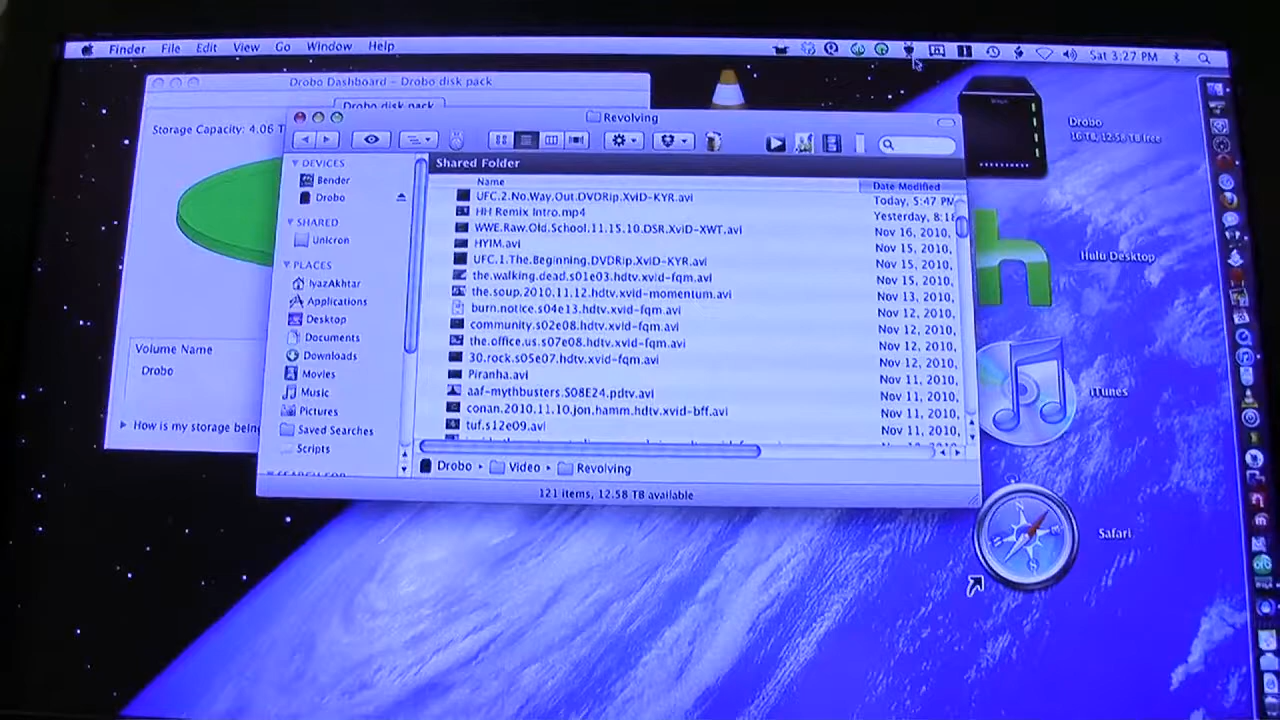 Finder File Edit View Go Window Help
Sat 3:27 PM
Drobo Dashboard – Drobo disk pack
Drobo disk pack
Storage Capacity: 4.06 T
Volume Name
Drobo
How is my storage bein
Revolving
DEVICES
Bender
Drobo
SHARED
Unicron
PLACES
IyazAkhtar
Applications
Desktop
Documents
Downloads
Movies
Music
Pictures
Saved Searches
Scripts
Shared Folder
Name Date Modified
UFC.2.No.Way.Out.DVDRip.XviD-KYR.avi Today, 5:47 PM
HH Remix Intro.mp4 Yesterday, 8:1
WWE.Raw.Old.School.11.15.10.DSR.XviD-XWT.avi Nov 16, 2010,
HYIM.avi Nov 15, 2010,
UFC.1.The.Beginning.DVDRip.XviD-KYR.avi Nov 15, 2010,
the.walking.dead.s01e03.hdtv.xvid-fqm.avi Nov 15, 2010,
the.soup.2010.11.12.hdtv.xvid-momentum.avi Nov 13, 2010,
burn.notice.s04e13.hdtv.xvid-fqm.avi Nov 12, 2010,
community.s02e08.hdtv.xvid-fqm.avi Nov 12, 2010,
the.office.us.s07e08.hdtv.xvid-fqm.avi Nov 12, 2010,
30.rock.s05e07.hdtv.xvid-fqm.avi Nov 12, 2010,
Piranha.avi Nov 11, 2010,
aaf-mythbusters.S08E24.pdtv.avi Nov 11, 2010,
conan.2010.11.10.jon.hamm.hdtv.xvid-bff.avi Nov 11, 2010,
tuf.s12e09.avi Nov 11, 2010,
Drobo Video Revolving
121 items, 12.58 TB available
Drobo
16 TB, 12.58 TB free
h
Hulu Desktop
iTunes
Safari